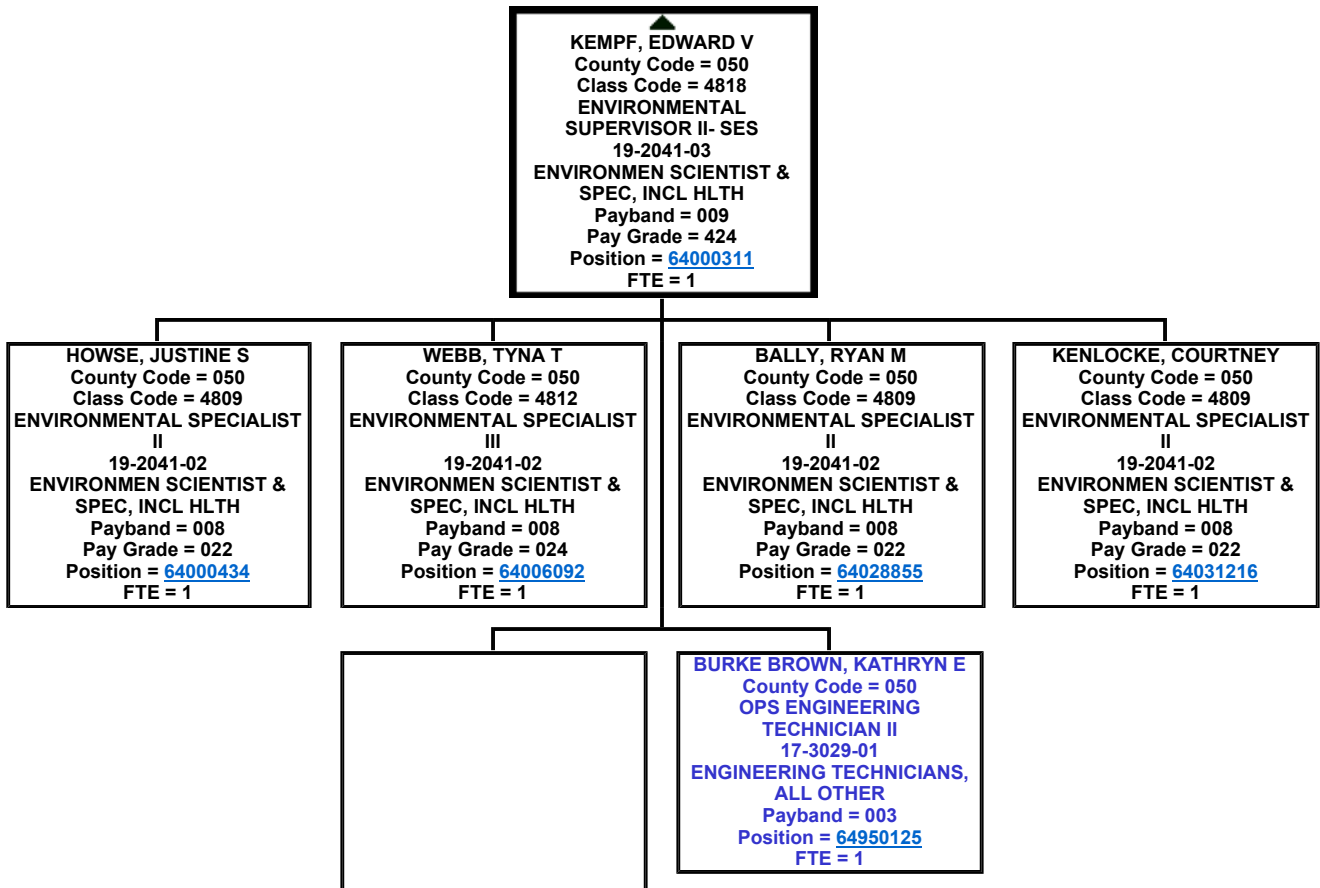 KEMPF, EDWARD V
County Code = 050
Class Code = 4818
ENVIRONMENTAL
SUPERVISOR II- SES
19-2041-03
ENVIRONMEN SCIENTIST &
SPEC, INCL HLTH
Payband = 009
Pay Grade = 424
Position = 64000311
FTE = 1
HOWSE, JUSTINE S
County Code = 050
Class Code = 4809
ENVIRONMENTAL SPECIALIST
II
19-2041-02
ENVIRONMEN SCIENTIST &
SPEC, INCL HLTH
Payband = 008
Pay Grade = 022
Position = 64000434
FTE = 1
WEBB, TYNA T
County Code = 050
Class Code = 4812
ENVIRONMENTAL SPECIALIST
III
19-2041-02
ENVIRONMEN SCIENTIST &
SPEC, INCL HLTH
Payband = 008
Pay Grade = 024
Position = 64006092
FTE = 1
BALLY, RYAN M
County Code = 050
Class Code = 4809
ENVIRONMENTAL SPECIALIST
II
19-2041-02
ENVIRONMEN SCIENTIST &
SPEC, INCL HLTH
Payband = 008
Pay Grade = 022
Position = 64028855
FTE = 1
KENLOCKE, COURTNEY
County Code = 050
Class Code = 4809
ENVIRONMENTAL SPECIALIST
II
19-2041-02
ENVIRONMEN SCIENTIST &
SPEC, INCL HLTH
Payband = 008
Pay Grade = 022
Position = 64031216
FTE = 1
BURKE BROWN, KATHRYN E
County Code = 050
OPS ENGINEERING
TECHNICIAN II
17-3029-01
ENGINEERING TECHNICIANS,
ALL OTHER
Payband = 003
Position = 64950125
FTE = 1